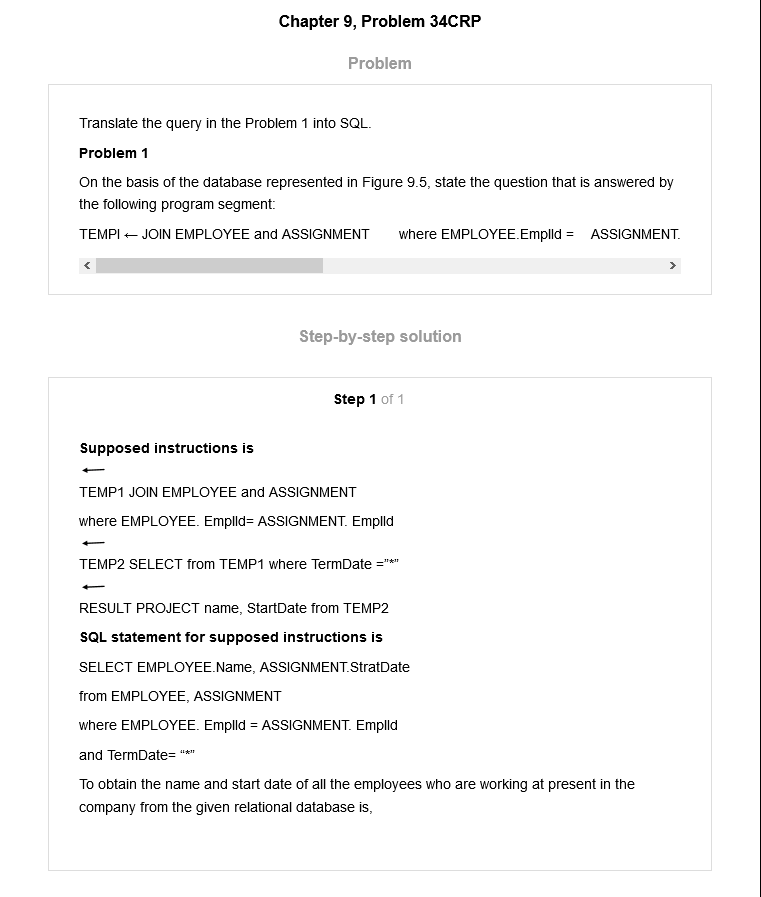 Chapter 9, Problem 34CRP
Problem
Translate the query in the Problem 1 into SQL.
Problem 1
On the basis of the database represented in Figure 9.5, state the question that is answered by
the following program segment:
TEMPI ← JOIN EMPLOYEE and ASSIGNMENT where EMPLOYEE.Emplld = ASSIGNMENT.
Step-by-step solution
Step 1 of 1
Supposed instructions is
←
TEMP1 JOIN EMPLOYEE and ASSIGNMENT
where EMPLOYEE. Emplld= ASSIGNMENT. Emplld
←
TEMP2 SELECT from TEMP1 where TermDate =”*”
←
RESULT PROJECT name, StartDate from TEMP2
SQL statement for supposed instructions is
SELECT EMPLOYEE.Name, ASSIGNMENT.StratDate
from EMPLOYEE, ASSIGNMENT
where EMPLOYEE. Emplld = ASSIGNMENT. Emplld
and TermDate= “*”
To obtain the name and start date of all the employees who are working at present in the
company from the given relational database is,